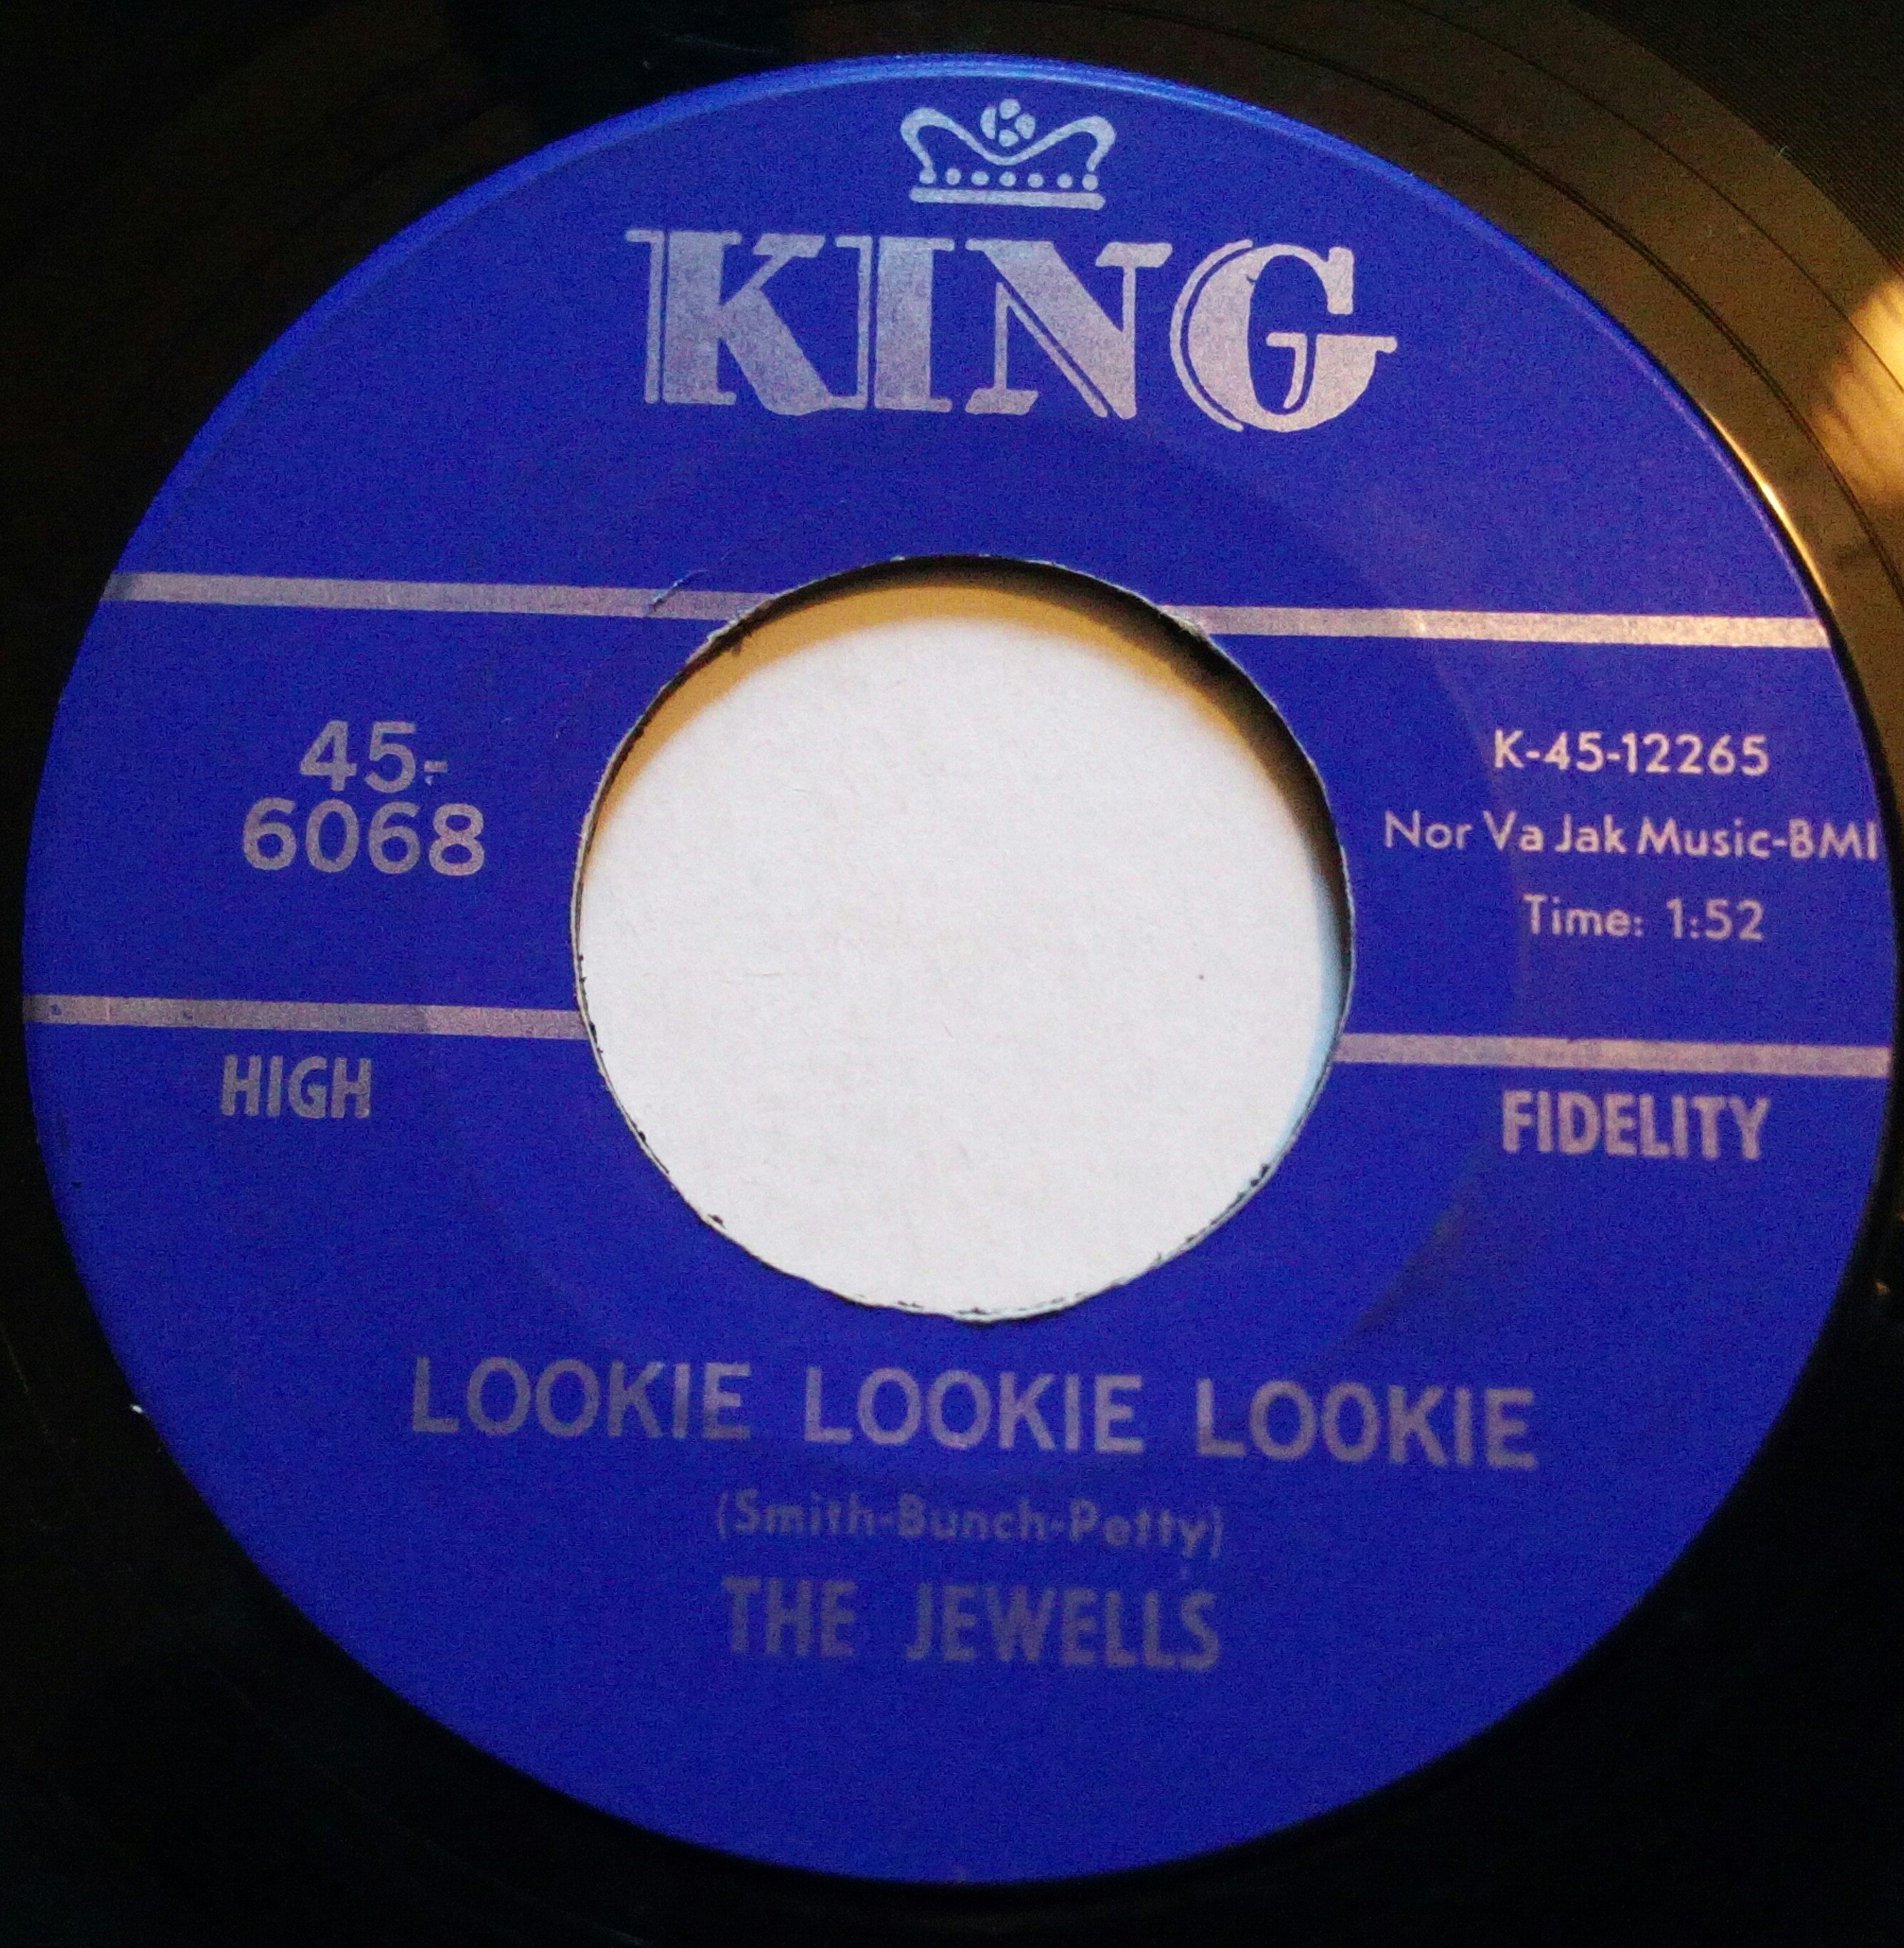 KING
45-
6068
K-45-12265
Nor Va Jak Music-BMI
Time: 1:52
HIGH
FIDELITY
LOOKIE LOOKIE LOOKIE
(Smith-Bunch-Petty)
THE JEWELLS